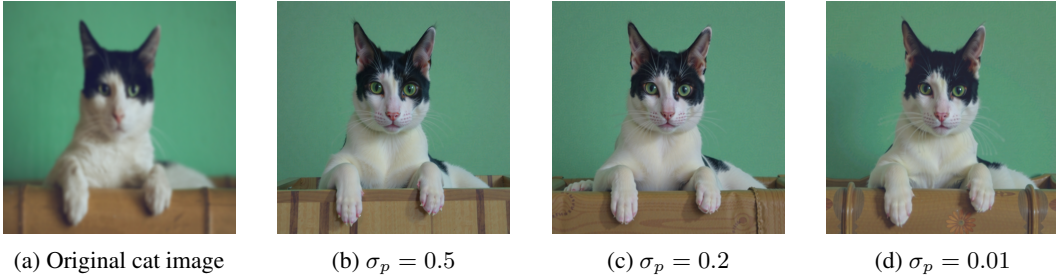 (a) Original cat image
(b) σₚ = 0.5
(c) σₚ = 0.2
(d) σₚ = 0.01